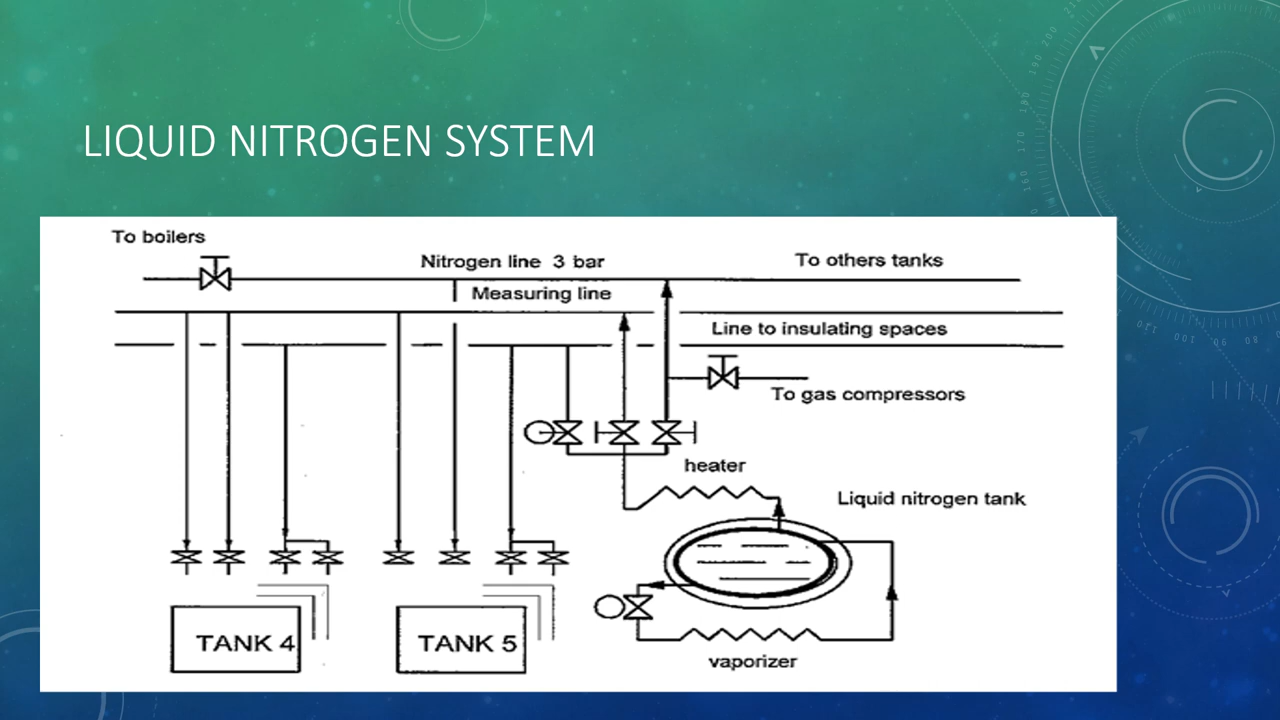 LIQUID NITROGEN SYSTEM
To boilers
Nitrogen line 3 bar
To others tanks
Measuring line
Line to insulating spaces
To gas compressors
heater
Liquid nitrogen tank
TANK 4
TANK 5
vaporizer